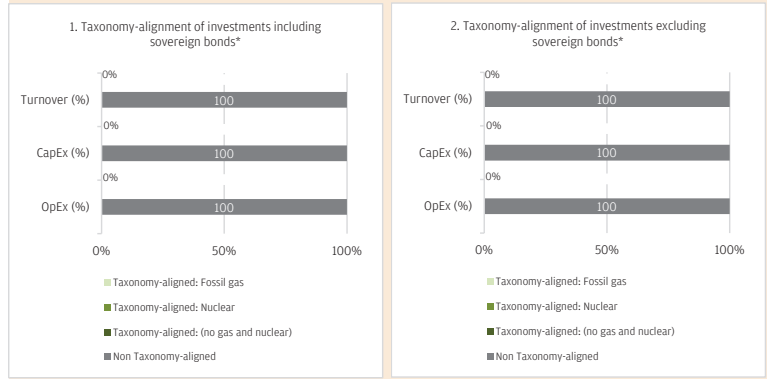 1. Taxonomy-alignment of investments including
sovereign bonds*
0%
Turnover (%)
100
0%
CapEx (%)
100
0%
OpEx (%)
100
0%
50%
100%
Taxonomy-aligned: Fossil gas
Taxonomy-aligned: Nuclear
Taxonomy-aligned: (no gas and nuclear)
Non Taxonomy-aligned
2. Taxonomy-alignment of investments excluding
sovereign bonds*
0%
Turnover (%)
100
0%
CapEx (%)
100
0%
OpEx (%)
100
0%
50%
100%
Taxonomy-aligned: Fossil gas
Taxonomy-aligned: Nuclear
Taxonomy-aligned: (no gas and nuclear)
Non Taxonomy-aligned